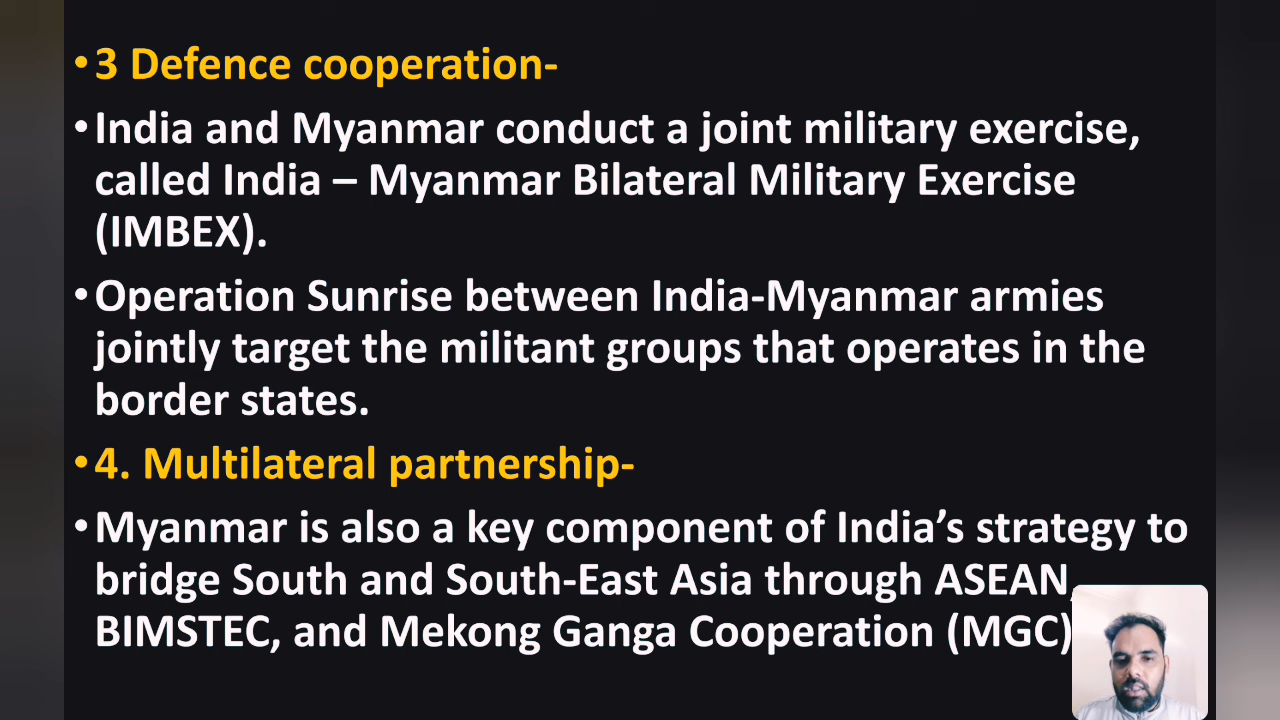 • 3 Defence cooperation-
• India and Myanmar conduct a joint military exercise,
called India – Myanmar Bilateral Military Exercise
(IMBEX).
• Operation Sunrise between India-Myanmar armies
jointly target the militant groups that operates in the
border states.
• 4. Multilateral partnership-
• Myanmar is also a key component of India’s strategy to
bridge South and South-East Asia through ASEAN,
BIMSTEC, and Mekong Ganga Cooperation (MGC)